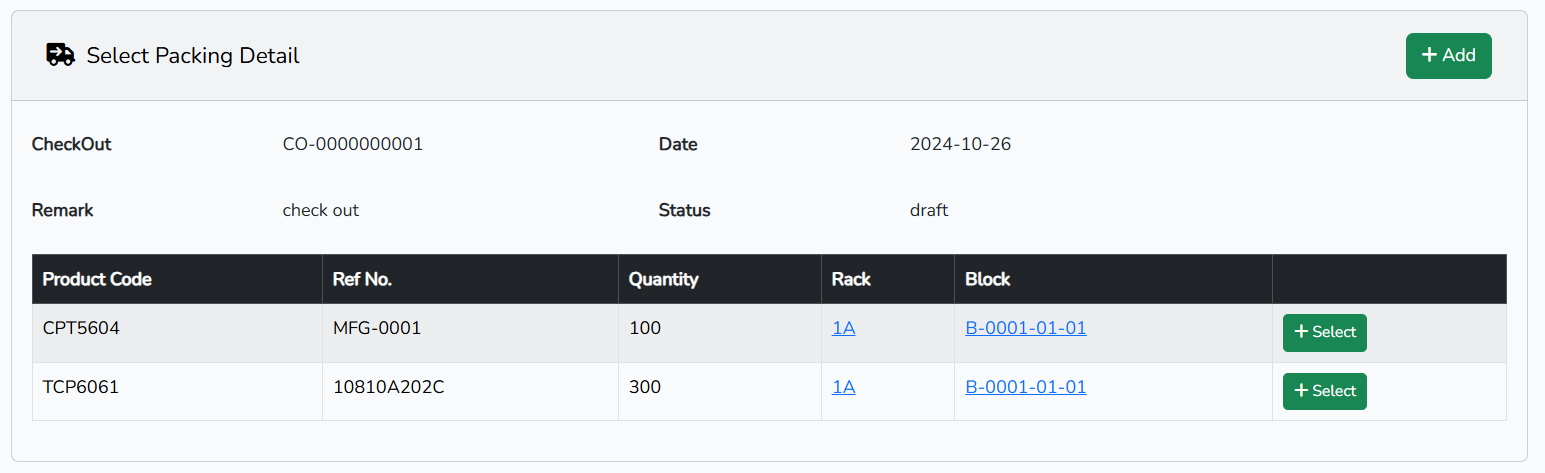 Select Packing Detail
+ Add
CheckOut CO-0000000001 Date 2024-10-26
Remark check out Status draft
Product Code Ref No. Quantity Rack Block
CPT5604 MFG-0001 100 1A B-0001-01-01 + Select
TCP6061 10810A202C 300 1A B-0001-01-01 + Select